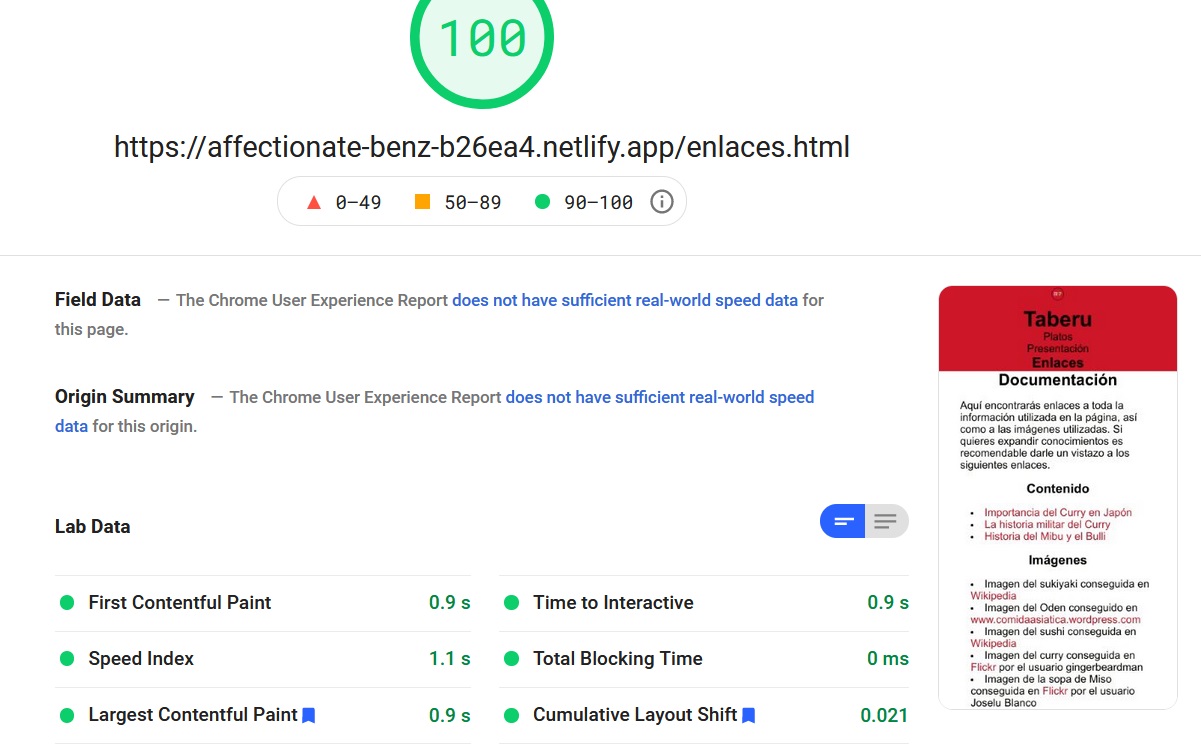 100
https://affectionate-benz-b26ea4.netlify.app/enlaces.html
0–49 50–89 90–100
Field Data — The Chrome User Experience Report does not have sufficient real-world speed data for
this page.
Origin Summary — The Chrome User Experience Report does not have sufficient real-world speed
data for this origin.
Lab Data
First Contentful Paint 0.9 s
Time to Interactive 0.9 s
Speed Index 1.1 s
Total Blocking Time 0 ms
Largest Contentful Paint 0.9 s
Cumulative Layout Shift 0.021
Taberu
Platos
Presentación
Enlaces
Documentación
Aquí encontrarás enlaces a toda la
información utilizada en la página, así
como a las imágenes utilizadas. Si
quieres expandir conocimientos es
recomendable darle un vistazo a los
siguientes enlaces.
Contenido
• Importancia del Curry en Japón
• La historia militar del Curry
• Historia del Mibu y el Bulli
Imágenes
• Imagen del sukiyaki conseguida en
Wikipedia
• Imagen del Oden conseguido en
www.comidaasiatica.wordpress.com
• Imagen del sushi conseguida en
Wikipedia
• Imagen del curry conseguida en
Flickr por el usuario gingerbeardman
• Imagen de la sopa de Miso
conseguida en Flickr por el usuario
Joselu Blanco